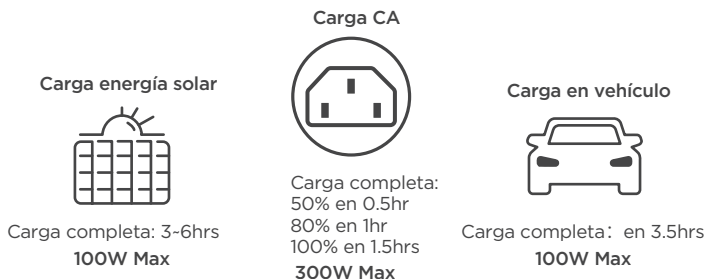 Carga energía solar
Carga completa: 3~6hrs
100W Max
Carga CA
Carga completa:
50% en 0.5hr
80% en 1hr
100% en 1.5hrs
300W Max
Carga en vehículo
Carga completa： en 3.5hrs
100W Max